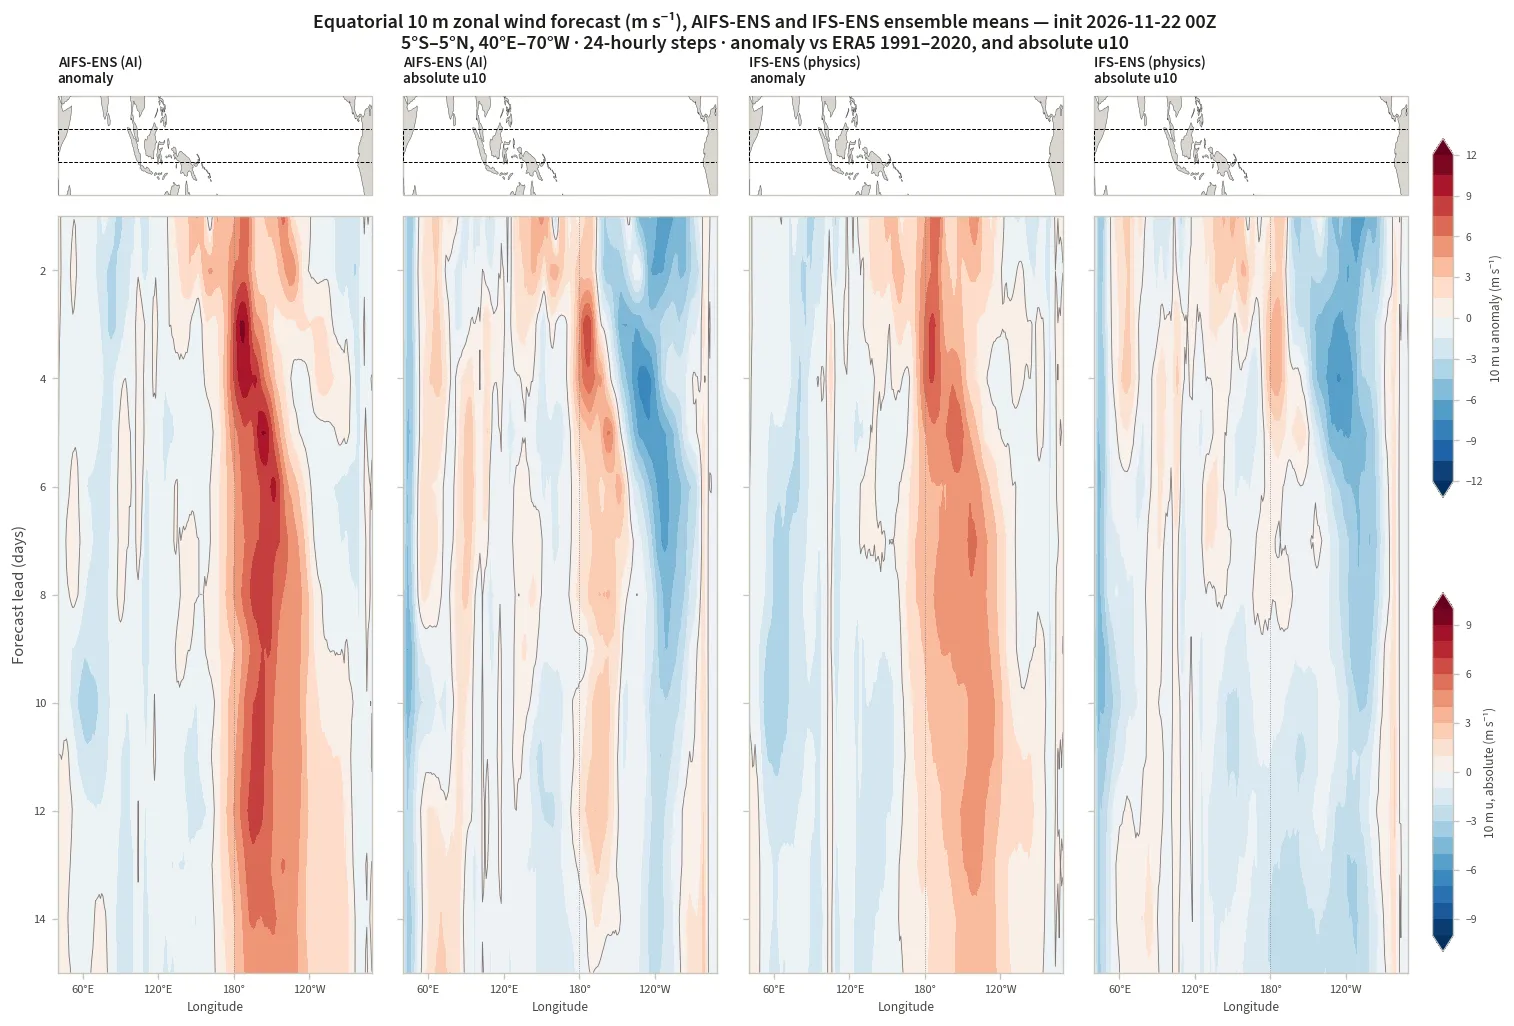 Equatorial 10 m zonal wind forecast (m s⁻¹), AIFS-ENS and IFS-ENS ensemble means — init 2026-11-22 00Z
5°S–5°N, 40°E–70°W · 24-hourly steps · anomaly vs ERA5 1991–2020, and absolute u10
AIFS-ENS (AI)
anomaly
AIFS-ENS (AI)
absolute u10
IFS-ENS (physics)
anomaly
IFS-ENS (physics)
absolute u10
Forecast lead (days)
2
4
6
8
10
12
14
60°E
120°E
180°
120°W
Longitude
60°E
120°E
180°
120°W
Longitude
60°E
120°E
180°
120°W
Longitude
60°E
120°E
180°
120°W
Longitude
12
9
6
3
0
−3
−6
−9
−12
10 m u anomaly (m s⁻¹)
9
6
3
0
−3
−6
−9
10 m u, absolute (m s⁻¹)